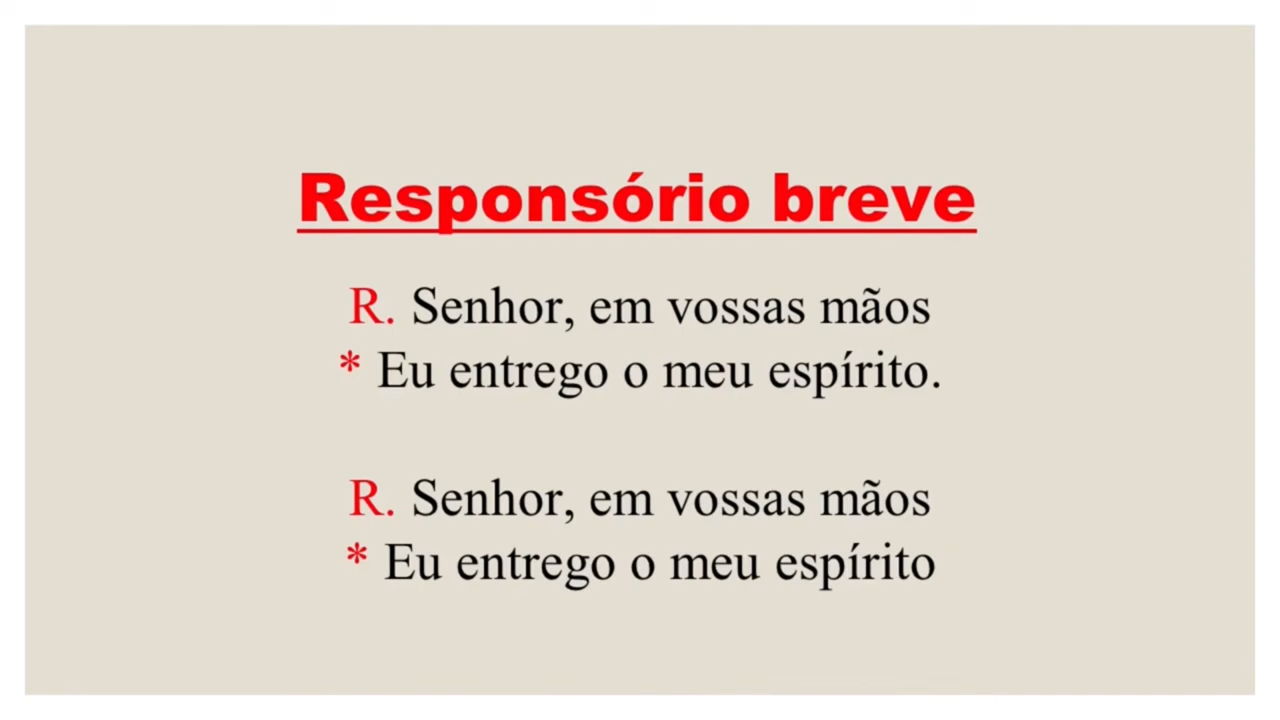 Responsório breve
R. Senhor, em vossas mãos
* Eu entrego o meu espírito.
R. Senhor, em vossas mãos
* Eu entrego o meu espírito